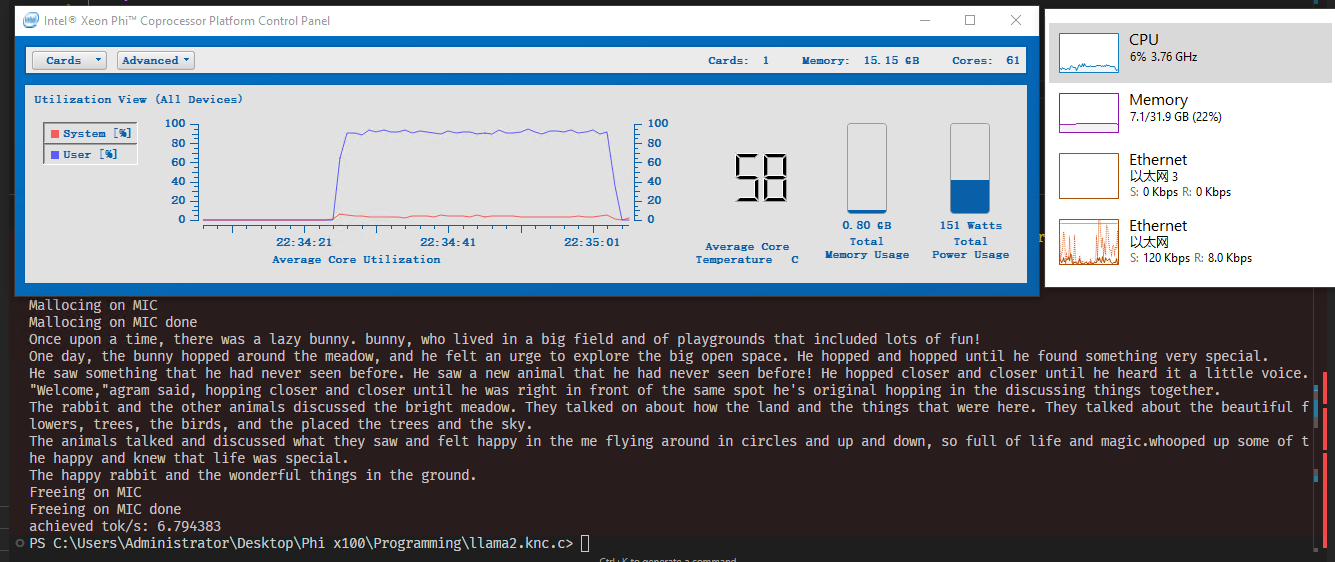 Intel® Xeon Phi™ Coprocessor Platform Control Panel
Cards
Advanced
Cards: 1
Memory: 15.15 GB
Cores: 61
Utilization View (All Devices)
System [%]
User [%]
100
80
60
40
20
0
100
80
60
40
20
0
22:34:21
22:34:41
22:35:01
Average Core Utilization
58
Average Core
Temperature C
0.80 GB
Total
Memory Usage
151 Watts
Total
Power Usage
CPU
6% 3.76 GHz
Memory
7.1/31.9 GB (22%)
Ethernet
以太网 3
S: 0 Kbps R: 0 Kbps
Ethernet
以太网
S: 120 Kbps R: 8.0 Kbps
Mallocing on MIC
Mallocing on MIC done
Once upon a time, there was a lazy bunny. bunny, who lived in a big field and of playgrounds that included lots of fun!
One day, the bunny hopped around the meadow, and he felt an urge to explore the big open space. He hopped and hopped until he found something very special.
He saw something that he had never seen before. He saw a new animal that he had never seen before! He hopped closer and closer until he heard it a little voice.
"Welcome,"agram said, hopping closer and closer until he was right in front of the same spot he's original hopping in the discussing things together.
The rabbit and the other animals discussed the bright meadow. They talked on about how the land and the things that were here. They talked about the beautiful f
lowers, trees, the birds, and the placed the trees and the sky.
The animals talked and discussed what they saw and felt happy in the me flying around in circles and up and down, so full of life and magic.whooped up some of t
he happy and knew that life was special.
The happy rabbit and the wonderful things in the ground.
Freeing on MIC
Freeing on MIC done
achieved tok/s: 6.794383
PS C:\Users\Administrator\Desktop\Phi x100\Programming\llama2.knc.c>
Ctrl+K to generate a command